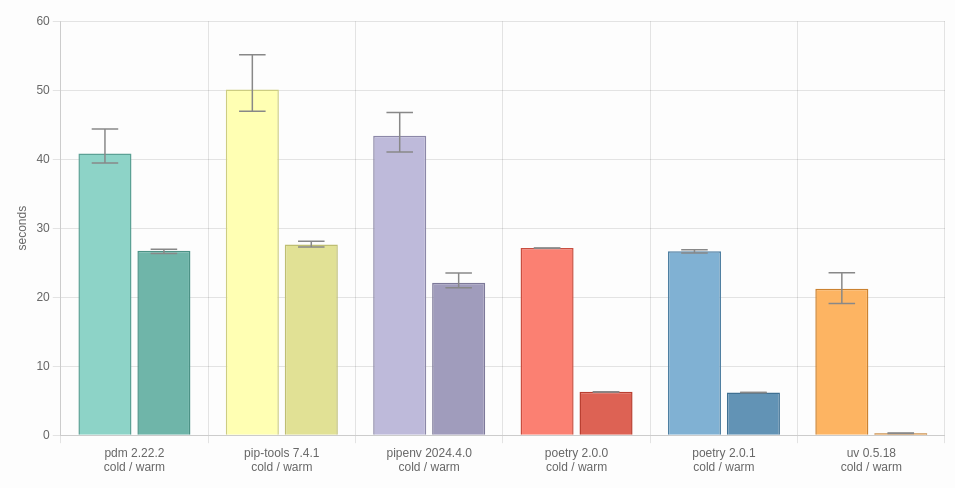 60
50
40
30
20
10
0
seconds
pdm 2.22.2
cold / warm
pip-tools 7.4.1
cold / warm
pipenv 2024.4.0
cold / warm
poetry 2.0.0
cold / warm
poetry 2.0.1
cold / warm
uv 0.5.18
cold / warm